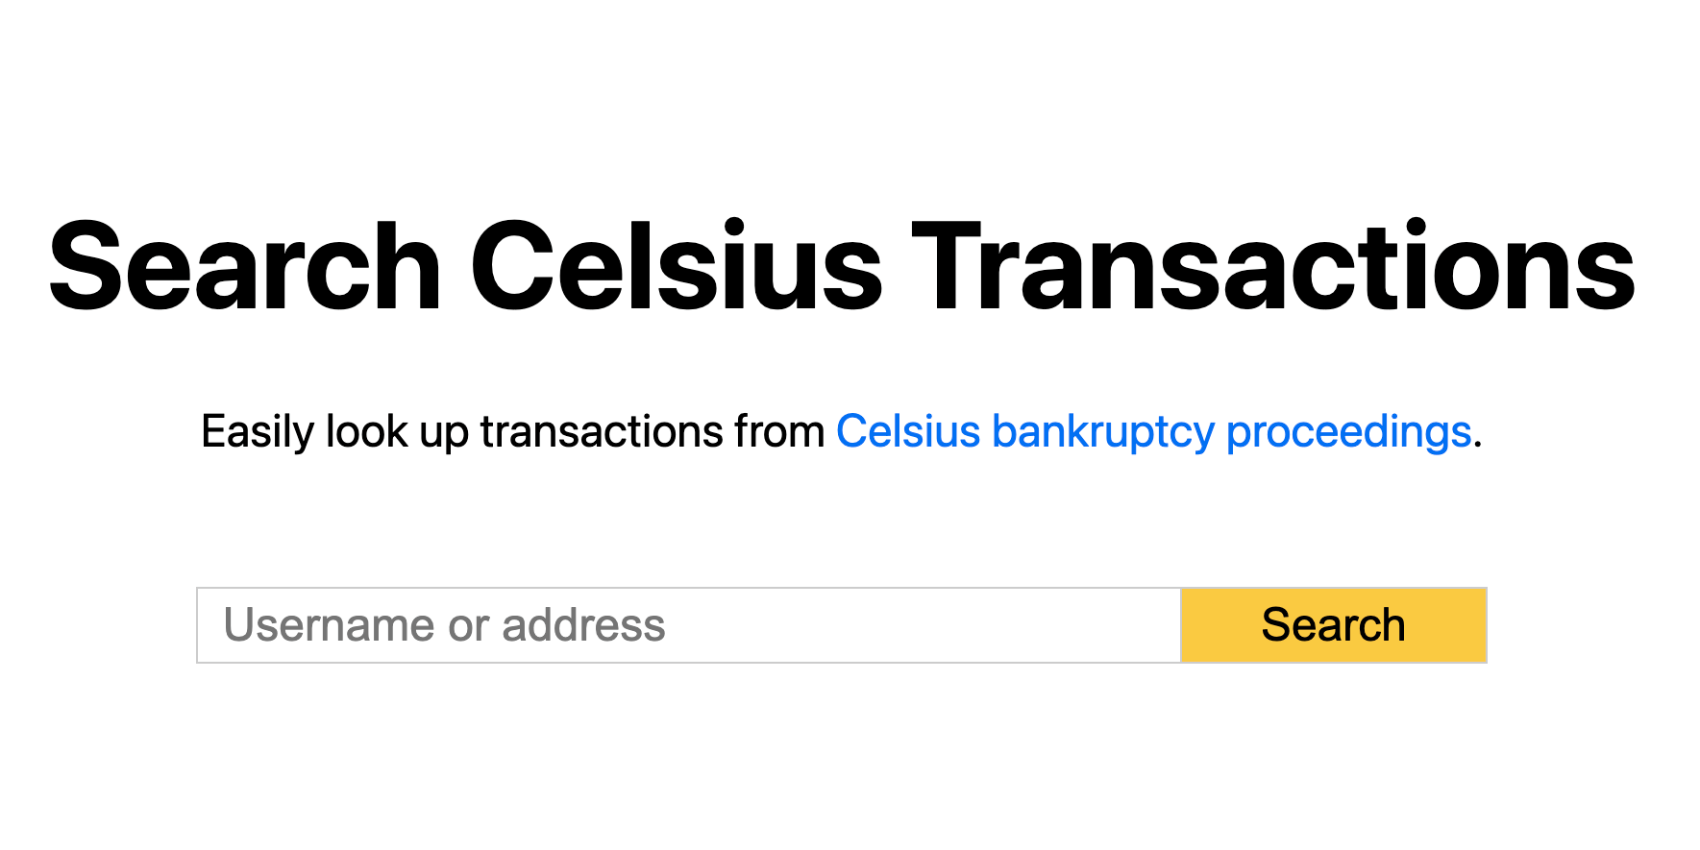 Search Celsius Transactions
Easily look up transactions from Celsius bankruptcy proceedings.
Username or address
Search